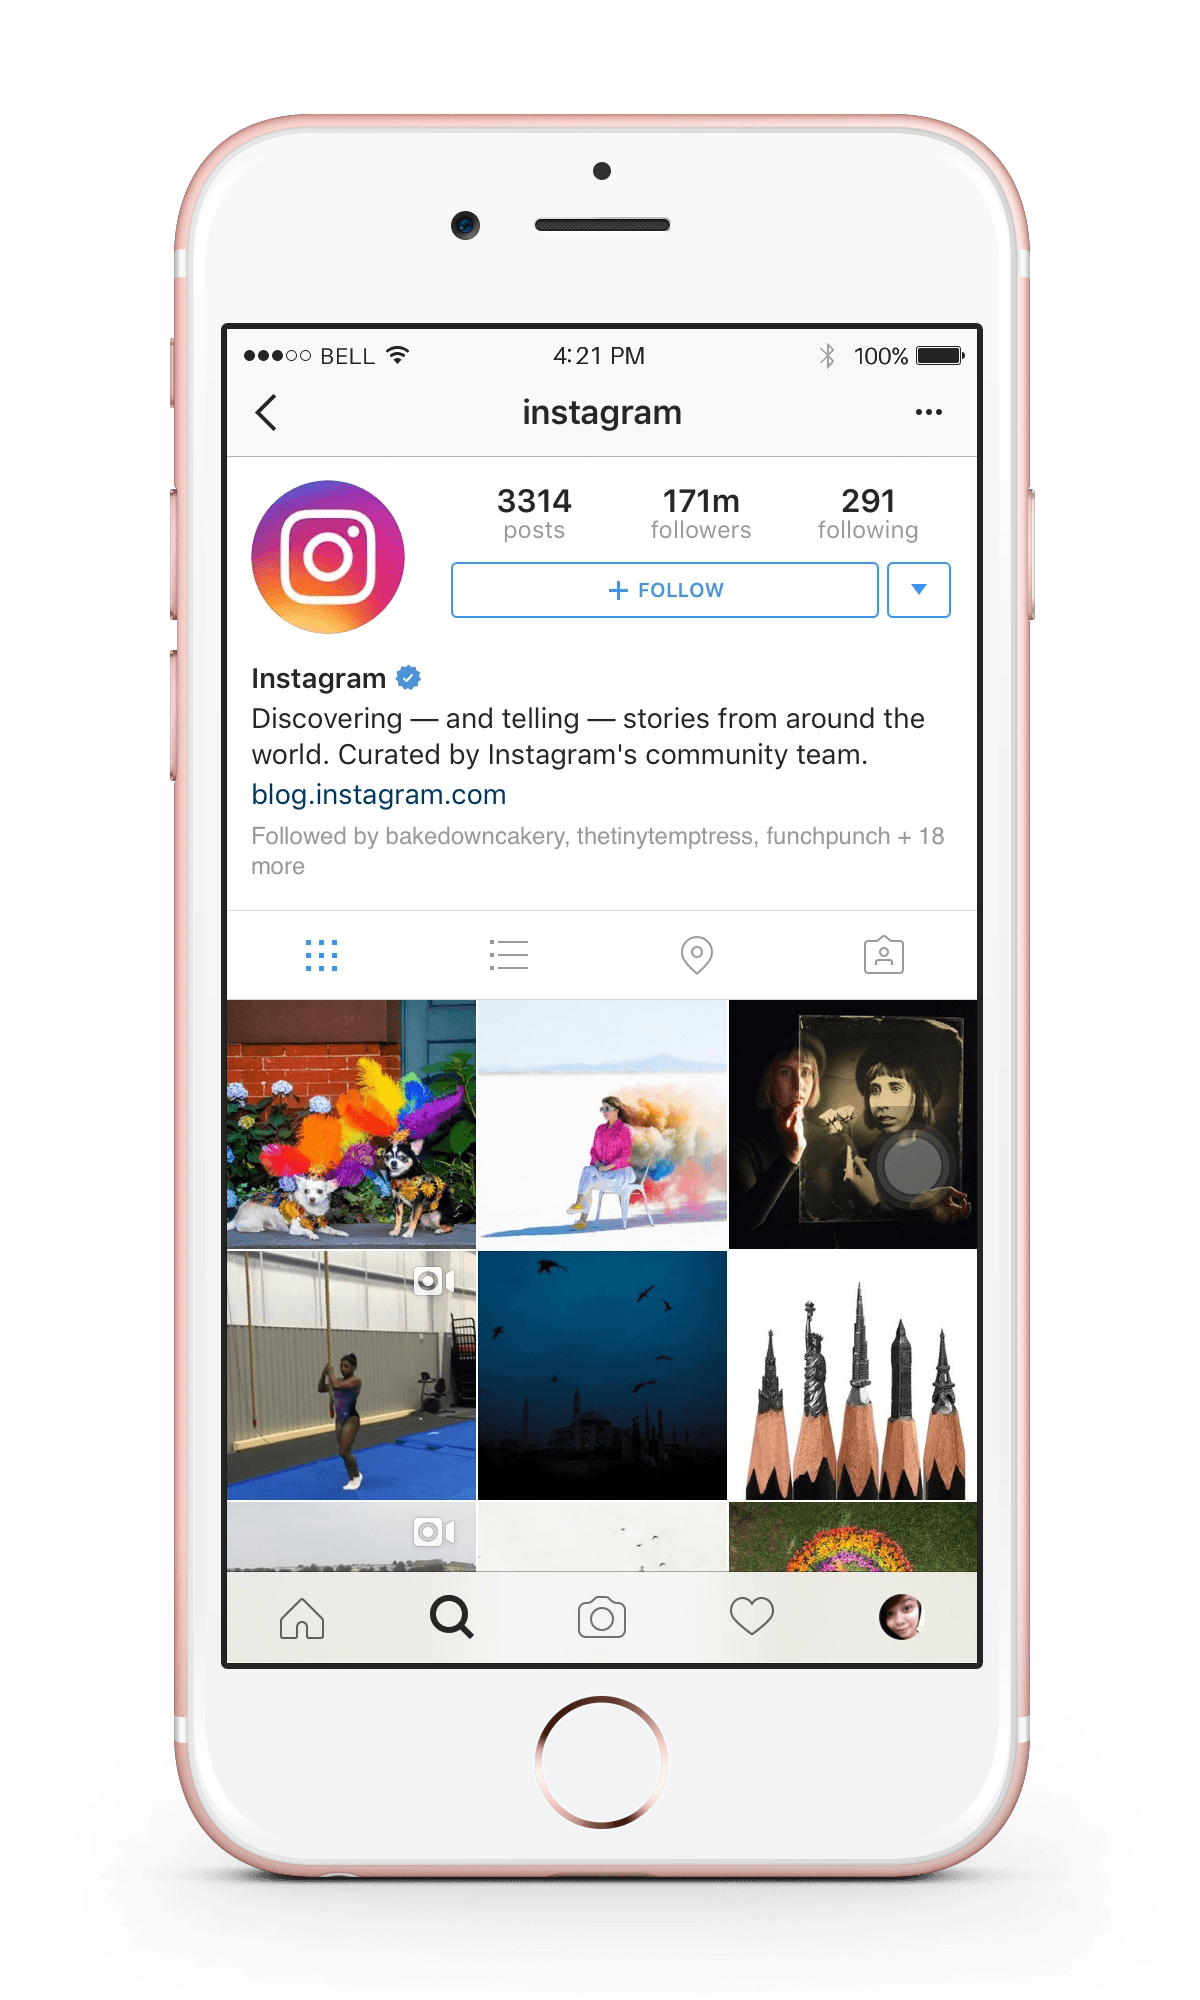 BELL 4:21 PM 100%
instagram
3314 171m 291
posts followers following
+ FOLLOW
Instagram
Discovering — and telling — stories from around the
world. Curated by Instagram's community team.
blog.instagram.com
Followed by bakedowncakery, thetinytemptress, funchpunch + 18
more